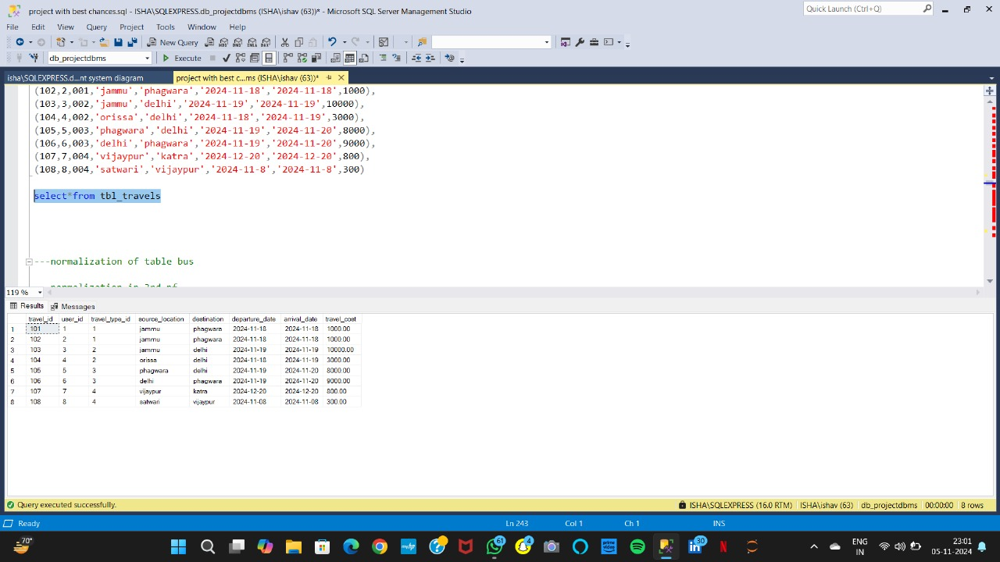 project with best chances.sql - ISHA\SQLEXPRESS.db_projectdbms (ISHA\ishav (63))* - Microsoft SQL Server Management Studio
Quick Launch (Ctrl+Q)
File Edit View Query Project Tools Window Help
New Query
db_projectdbms Execute
isha\SQLEXPRESS.d...nt system diagram project with best c...ms (ISHA\ishav (63))*
(102,2,001,'jammu','phagwara','2024-11-18','2024-11-18',1000),
(103,3,002,'jammu','delhi','2024-11-19','2024-11-19',10000),
(104,4,002,'orissa','delhi','2024-11-18','2024-11-19',3000),
(105,5,003,'phagwara','delhi','2024-11-19','2024-11-20',8000),
(106,6,003,'delhi','phagwara','2024-11-19','2024-11-20',9000),
(107,7,004,'vijaypur','katra','2024-12-20','2024-12-20',800),
(108,8,004,'satwari','vijaypur','2024-11-8','2024-11-8',300)
select*from tbl_travels
---normalization of table bus
normalization in 3rd nf
119 %
Results Messages
travel_id user_id travel_type_id source_location destination departure_date arrival_date travel_cost
1 101 1 1 jammu phagwara 2024-11-18 2024-11-18 1000.00
2 102 2 1 jammu phagwara 2024-11-18 2024-11-18 1000.00
3 103 3 2 jammu delhi 2024-11-19 2024-11-19 10000.00
4 104 4 2 orissa delhi 2024-11-18 2024-11-19 3000.00
5 105 5 3 phagwara delhi 2024-11-19 2024-11-20 8000.00
6 106 6 3 delhi phagwara 2024-11-19 2024-11-20 9000.00
7 107 7 4 vijaypur katra 2024-12-20 2024-12-20 800.00
8 108 8 4 satwari vijaypur 2024-11-08 2024-11-08 300.00
Query executed successfully. ISHA\SQLEXPRESS (16.0 RTM) ISHA\ishav (63) db_projectdbms 00:00:00 8 rows
Ready Ln 243 Col 1 Ch 1 INS
70° 61 4 prime video 30 ENG 23:01
IN 05-11-2024